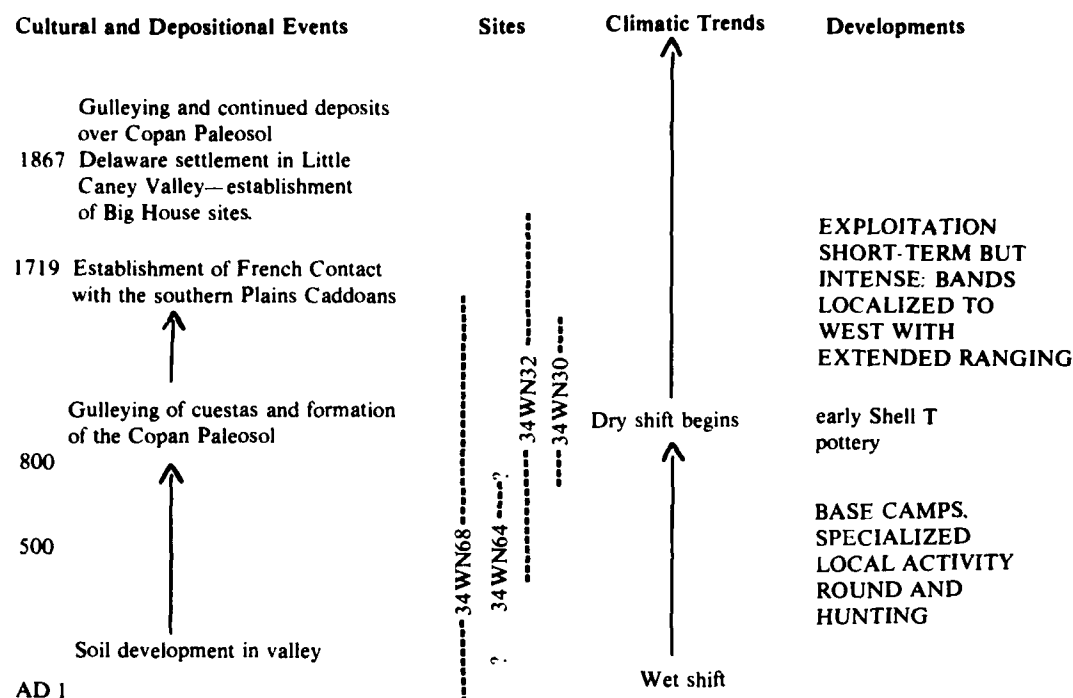 Cultural and Depositional Events
Sites
Climatic Trends
Developments
Gulleying and continued deposits
over Copan Paleosol
1867 Delaware settlement in Little
Caney Valley—establishment
of Big House sites.
1719 Establishment of French Contact
with the southern Plains Caddoans
Gulleying of cuestas and formation
of the Copan Paleosol
800
500
Soil development in valley
AD 1
34WN68
34WN64
?
?
34WN32
34WN30
Dry shift begins
Wet shift
EXPLOITATION
SHORT-TERM BUT
INTENSE: BANDS
LOCALIZED TO
WEST WITH
EXTENDED RANGING
early Shell T
pottery
BASE CAMPS.
SPECIALIZED
LOCAL ACTIVITY
ROUND AND
HUNTING